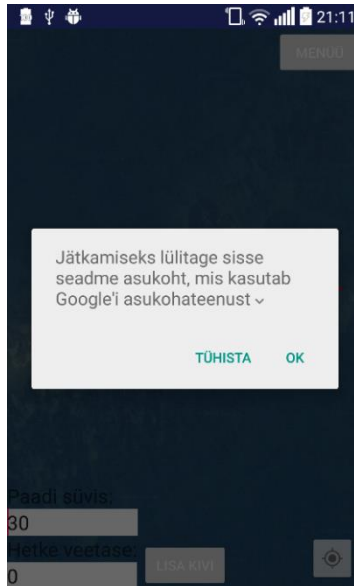 21:11
MENÜÜ
Jätkamiseks lülitage sisse
seadme asukoht, mis kasutab
Google'i asukohateenust
TÜHISTA OK
Paadi süvis:
30
Hetke veetase:
0
LISA KIVI